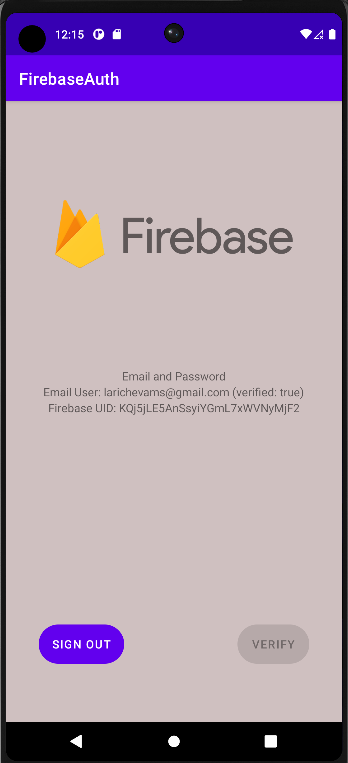 12:15
FirebaseAuth
Firebase
Email and Password
Email User: larichevams@gmail.com (verified: true)
Firebase UID: KQj5jLE5AnSsyiYGmL7xWVNyMjF2
SIGN OUT
VERIFY